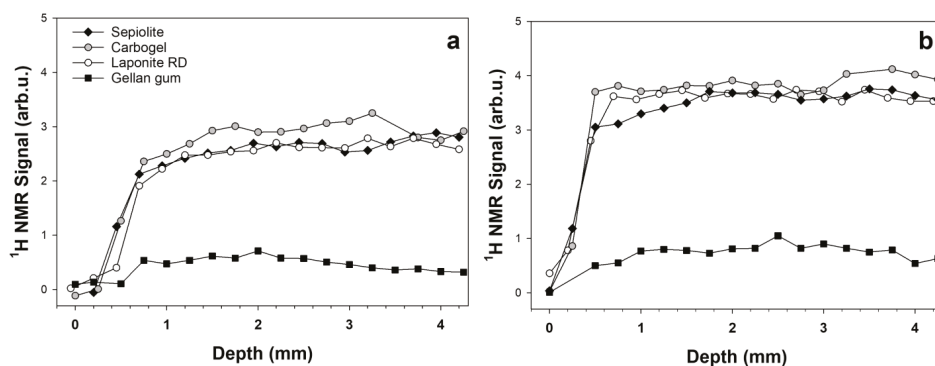 Sepiolite
Carbogel
Laponite RD
Gellan gum
a
5
4
3
2
1
0
¹H NMR Signal (arb.u.)
0 1 2 3 4
Depth (mm)
b
5
4
3
2
1
0
¹H NMR Signal (arb.u.)
0 1 2 3 4
Depth (mm)